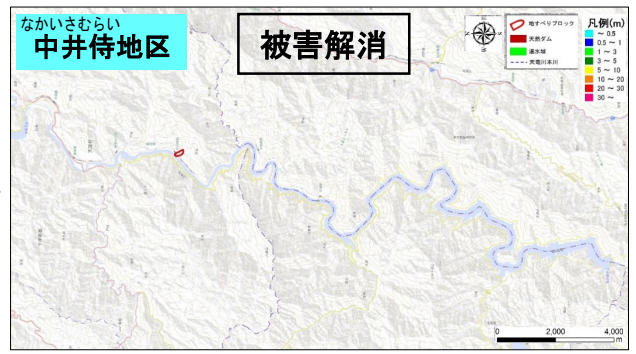 なかいさむらい
中井侍地区
被害解消
地すべりブロック
天然ダム
湛水域
天竜川本川
凡例(m)
～ 0.5
0.5 ～ 1
1 ～ 3
3 ～ 5
5 ～ 10
10 ～ 20
20 ～ 30
30 ～
0 2,000 4,000
m